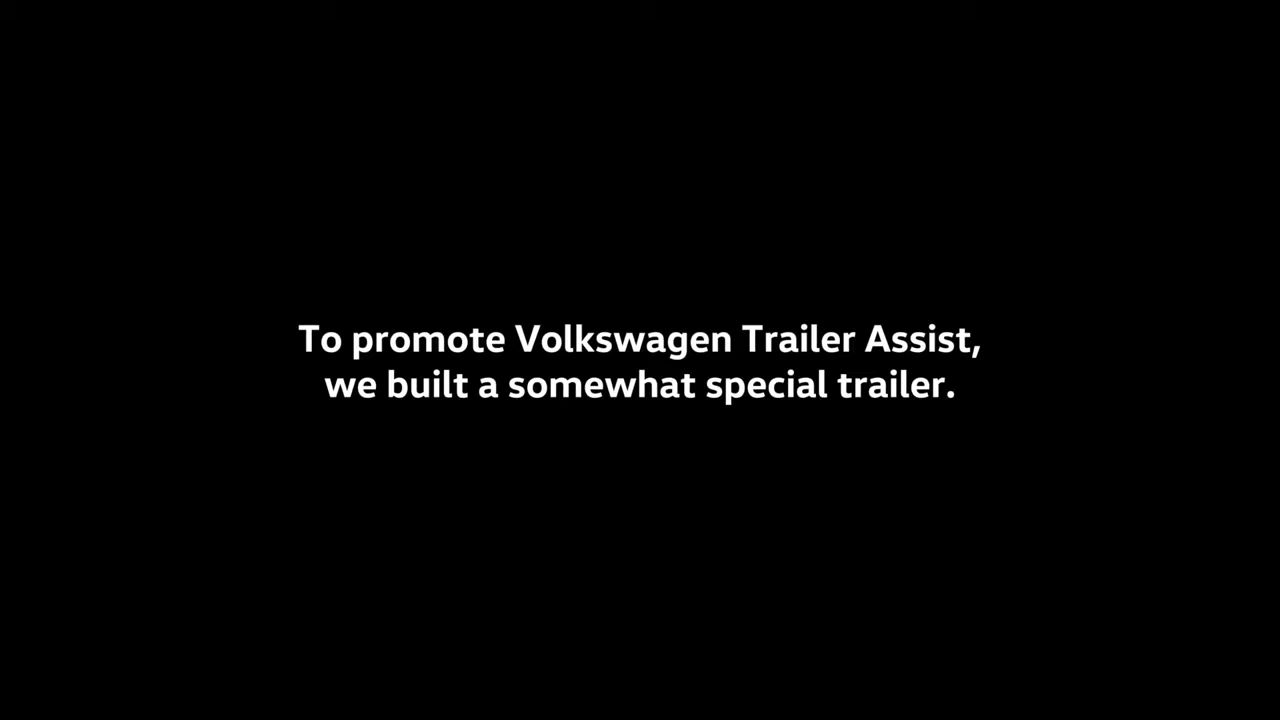 To promote Volkswagen Trailer Assist,
we built a somewhat special trailer.